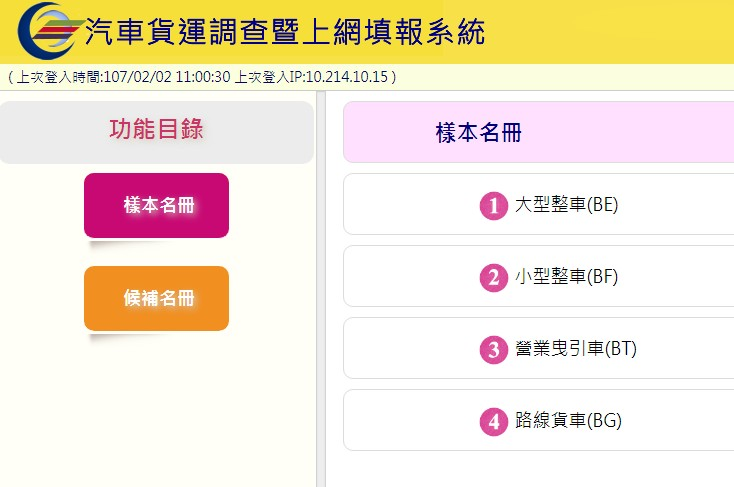 汽車貨運調查暨上網填報系統
(上次登入時間:107/02/02 11:00:30 上次登入IP:10.214.10.15 )
功能目錄
樣本名冊
候補名冊
樣本名冊
1 大型整車(BE)
2 小型整車(BF)
3 營業曳引車(BT)
4 路線貨車(BG)